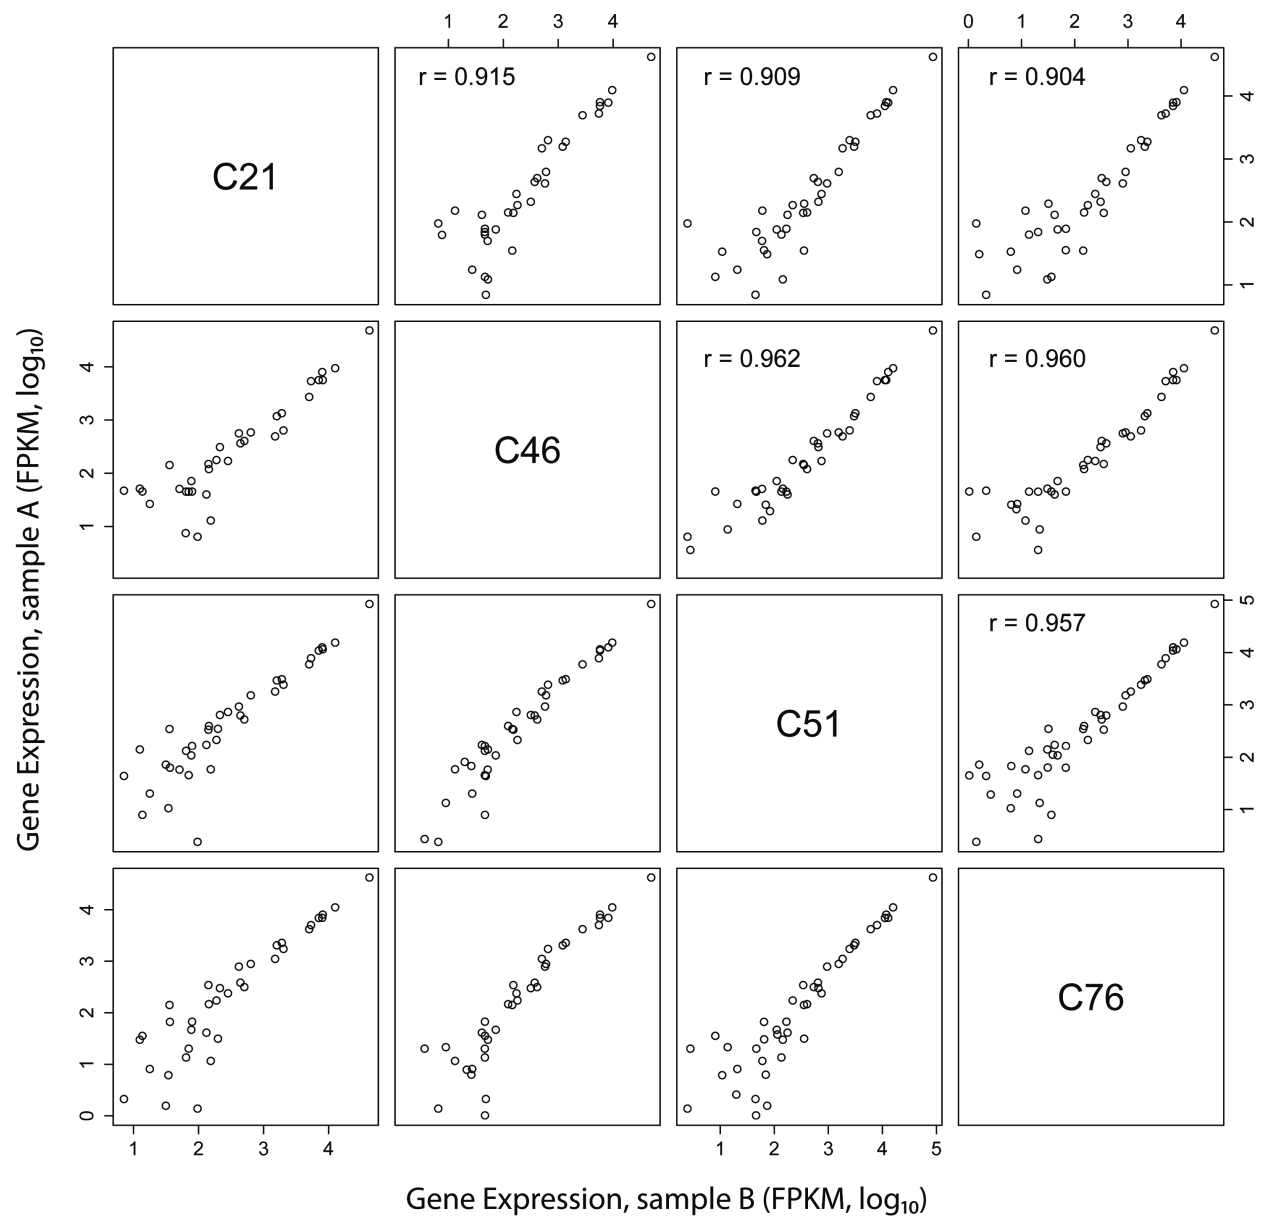 1 2 3 4 0 1 2 3 4
r = 0.915 r = 0.909 r = 0.904
C21
1 2 3 4
r = 0.962 r = 0.960
C46
1 2 3 4
r = 0.957
C51
1 2 3 4 5
C76
0 1 2 3 4
1 2 3 4 1 2 3 4 5
Gene Expression, sample A (FPKM, log₁₀)
Gene Expression, sample B (FPKM, log₁₀)